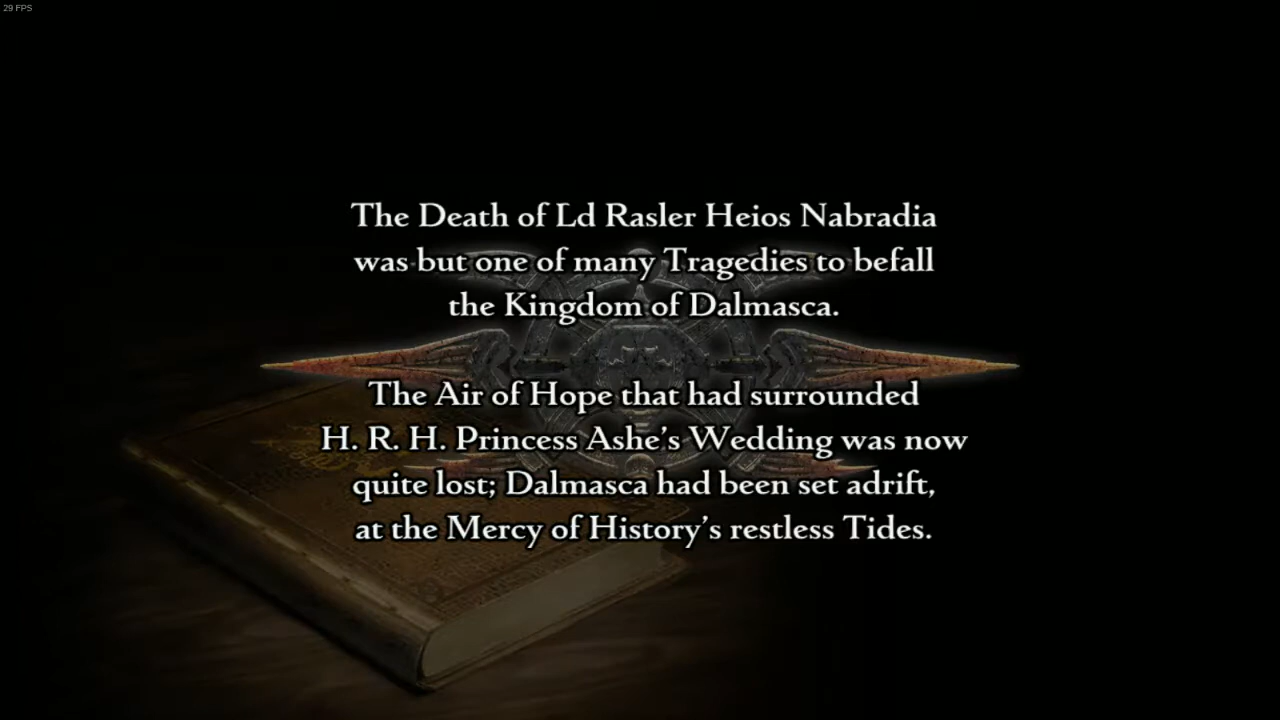 29 FPS
The Death of Ld Rasler Heios Nabradia
was but one of many Tragedies to befall
the Kingdom of Dalmasca.
The Air of Hope that had surrounded
H. R. H. Princess Ashe's Wedding was now
quite lost; Dalmasca had been set adrift,
at the Mercy of History's restless Tides.